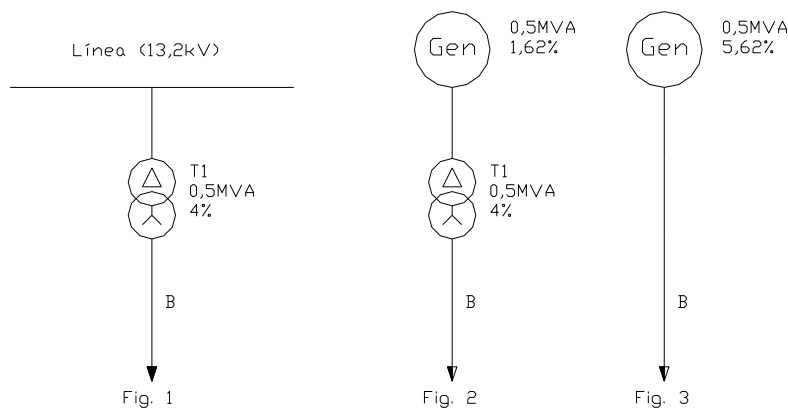 Línea (13,2kV)
T1
0,5MVA
4%
B
Fig. 1
Gen
0,5MVA
1,62%
T1
0,5MVA
4%
B
Fig. 2
Gen
0,5MVA
5,62%
B
Fig. 3